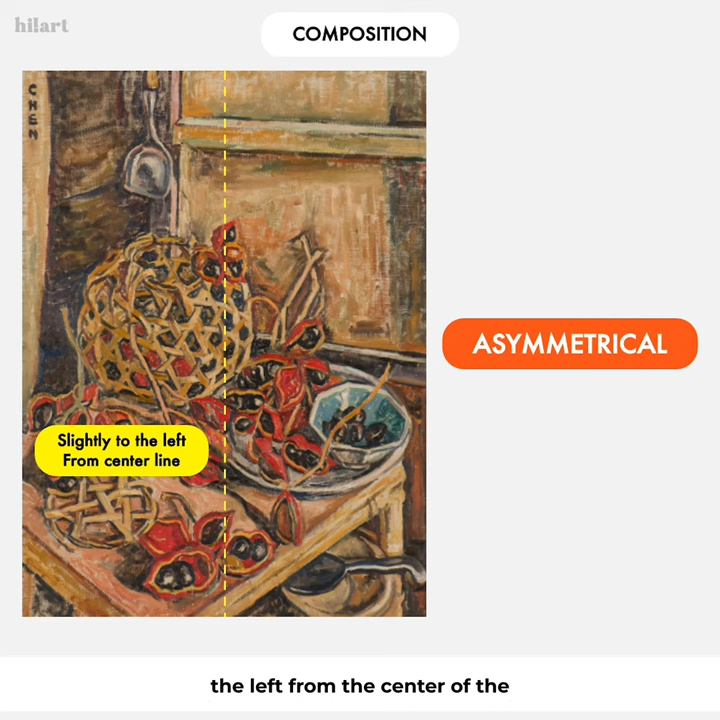 hilart
COMPOSITION
CHEN
ASYMMETRICAL
Slightly to the left
From center line
the left from the center of the